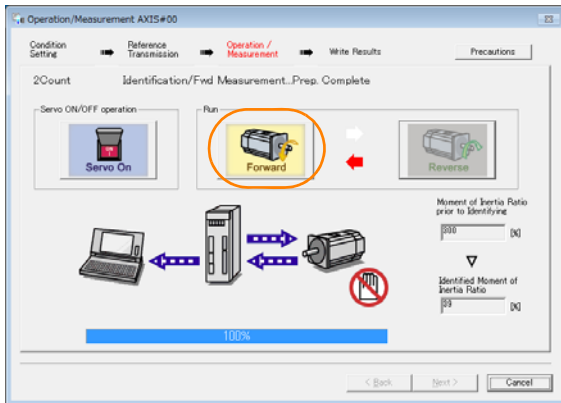 Operation/Measurement AXIS#00
Condition Setting
Reference Transmission
Operation / Measurement
Write Results
Precautions
2Count
Identification/Fwd Measurement..Prep. Complete
Servo ON/OFF operation
Run
Servo On
Forward
Reverse
Moment of Inertia Ratio
prior to Identifying
300 [%]
Identified Moment of
Inertia Ratio
[%]
100%
< Back
Next >
Cancel